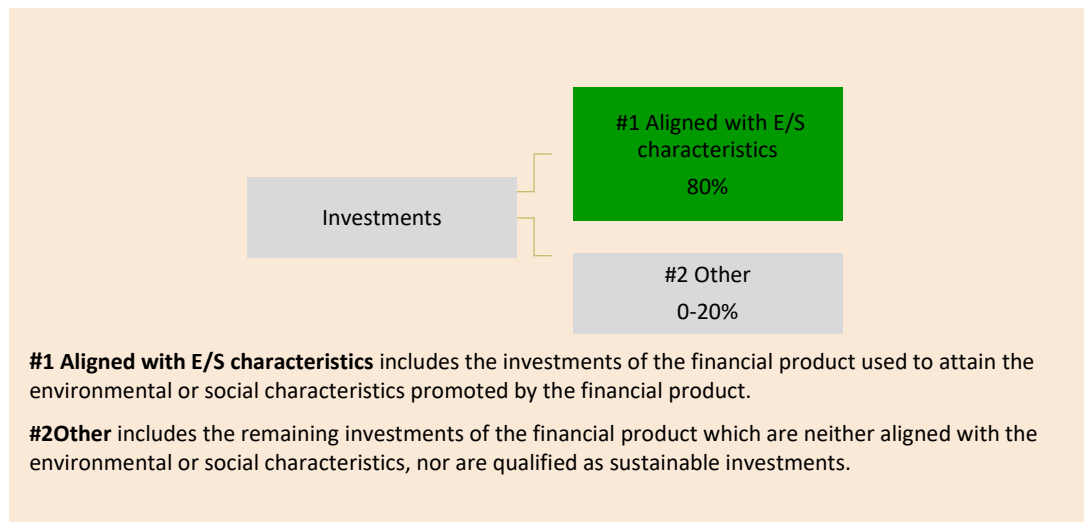 #1 Aligned with E/S
characteristics
80%
Investments
#2 Other
0-20%
#1 Aligned with E/S characteristics includes the investments of the financial product used to attain the
environmental or social characteristics promoted by the financial product.
#2Other includes the remaining investments of the financial product which are neither aligned with the
environmental or social characteristics, nor are qualified as sustainable investments.